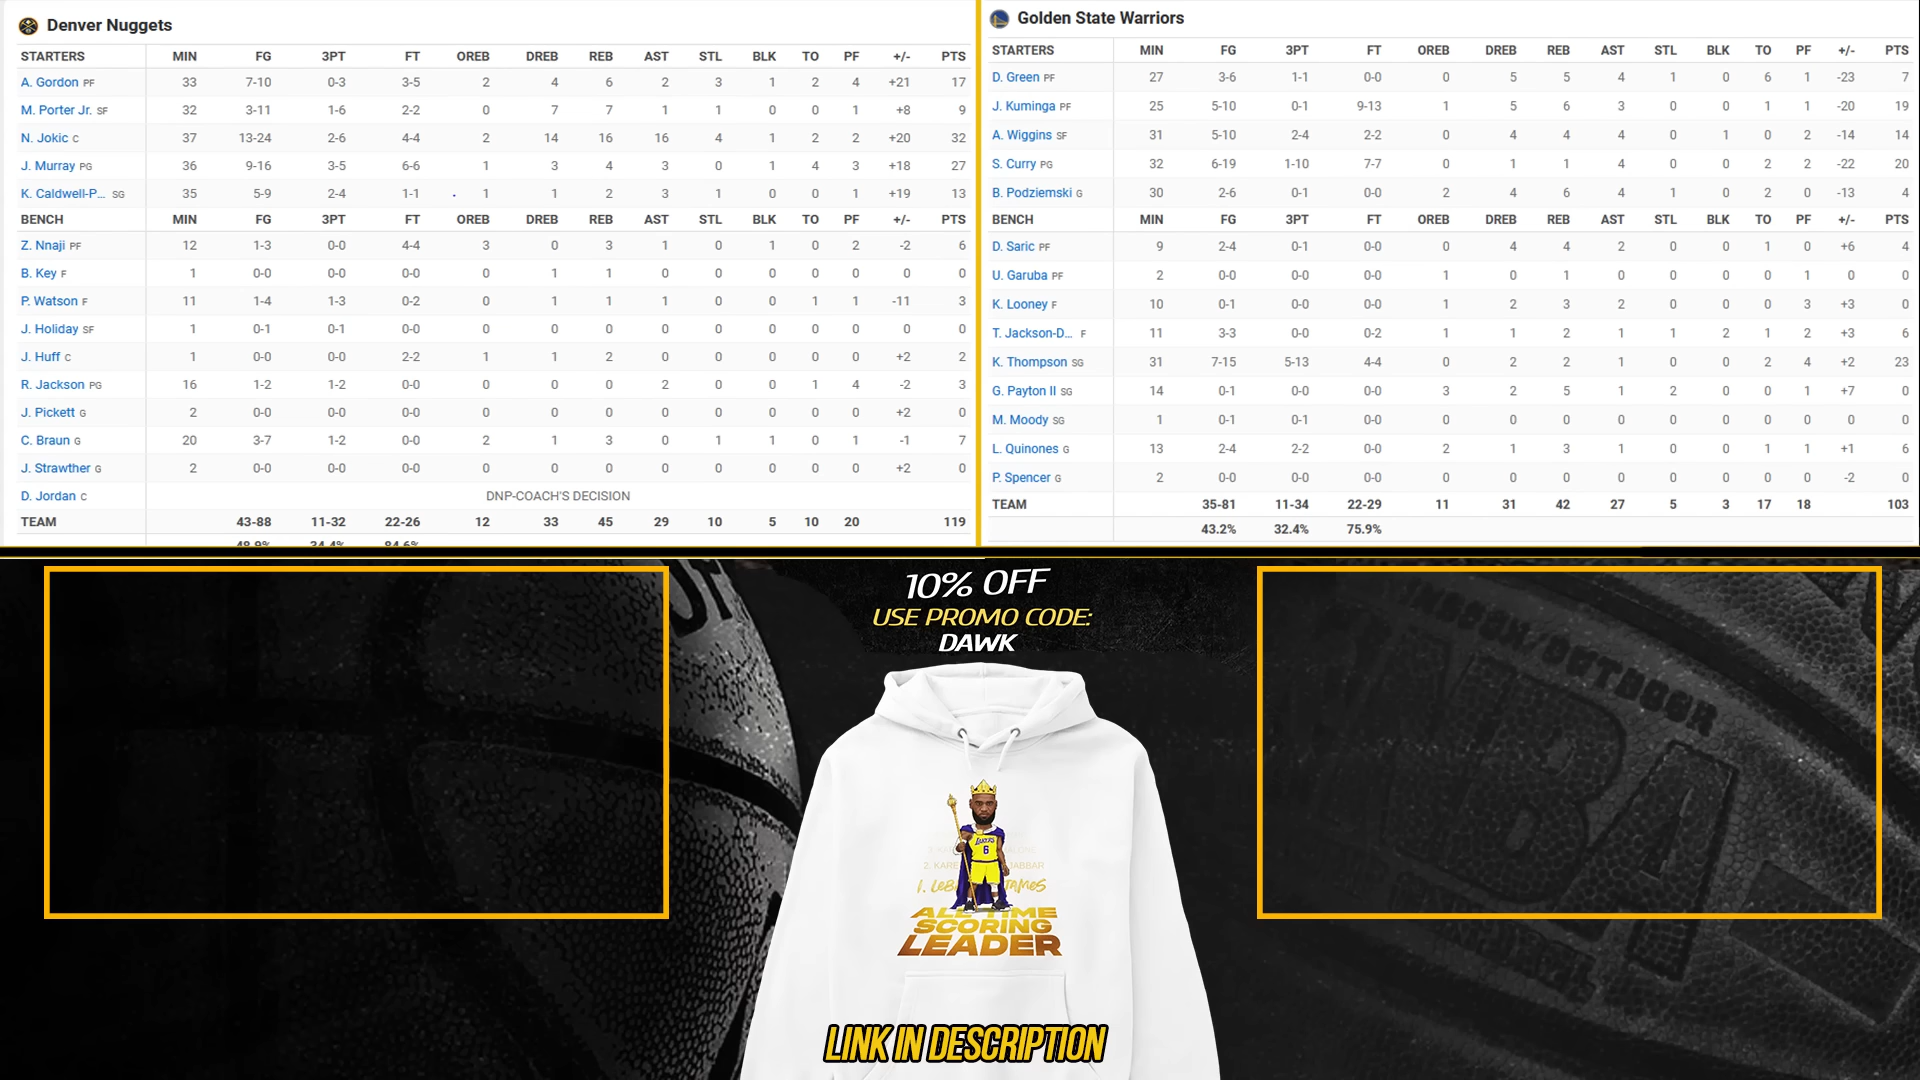 Denver Nuggets
STARTERS MIN FG 3PT FT OREB DREB REB AST STL BLK TO PF +/- PTS
A. Gordon PF 33 7-10 0-3 3-5 2 4 6 2 3 1 2 4 +21 17
M. Porter Jr. SF 32 3-11 1-6 2-2 0 7 7 1 1 0 0 1 +8 9
N. Jokic C 37 13-24 2-6 4-4 2 14 16 16 4 1 2 2 +20 32
J. Murray PG 36 9-16 3-5 6-6 1 3 4 3 0 1 4 3 +18 27
K. Caldwell-P... SG 35 5-9 2-4 1-1 1 1 2 3 1 0 0 1 +19 13
BENCH MIN FG 3PT FT OREB DREB REB AST STL BLK TO PF +/- PTS
Z. Nnaji PF 12 1-3 0-0 4-4 3 0 3 1 0 1 0 2 -2 6
B. Key F 1 0-0 0-0 0-0 0 1 1 0 0 0 0 0 0 0
P. Watson F 11 1-4 1-3 0-2 0 1 1 1 0 0 1 1 -11 3
J. Holiday SF 1 0-1 0-1 0-0 0 0 0 0 0 0 0 0 0 0
J. Huff C 1 0-0 0-0 2-2 1 1 2 0 0 0 0 0 +2 2
R. Jackson PG 16 1-2 1-2 0-0 0 0 0 2 0 0 1 4 -2 3
J. Pickett G 2 0-0 0-0 0-0 0 0 0 0 0 0 0 0 +2 0
C. Braun G 20 3-7 1-2 0-0 2 1 3 0 1 1 0 1 -1 7
J. Strawther G 2 0-0 0-0 0-0 0 0 0 0 0 0 0 0 +2 0
D. Jordan C DNP-COACH'S DECISION
TEAM 43-88 11-32 22-26 12 33 45 29 10 5 10 20 119
48.9% 34.4% 84.6%
Golden State Warriors
STARTERS MIN FG 3PT FT OREB DREB REB AST STL BLK TO PF +/- PTS
D. Green PF 27 3-6 1-1 0-0 0 5 5 4 1 0 6 1 -23 7
J. Kuminga PF 25 5-10 0-1 9-13 1 5 6 3 0 0 1 1 -20 19
A. Wiggins SF 31 5-10 2-4 2-2 0 4 4 4 0 1 0 2 -14 14
S. Curry PG 32 6-19 1-10 7-7 0 1 1 4 0 0 2 2 -22 20
B. Podziemski G 30 2-6 0-1 0-0 2 4 6 4 1 0 2 0 -13 4
BENCH MIN FG 3PT FT OREB DREB REB AST STL BLK TO PF +/- PTS
D. Saric PF 9 2-4 0-1 0-0 0 4 4 2 0 0 1 0 +6 4
U. Garuba PF 2 0-0 0-0 0-0 1 0 1 0 0 0 0 1 0 0
K. Looney F 10 0-1 0-0 0-0 1 2 3 2 0 0 0 3 +3 0
T. Jackson-D... F 11 3-3 0-0 0-2 1 1 2 1 1 2 1 2 +3 6
K. Thompson SG 31 7-15 5-13 4-4 0 2 2 1 0 0 2 4 +2 23
G. Payton II SG 14 0-1 0-0 0-0 3 2 5 1 2 0 0 1 +7 0
M. Moody SG 1 0-1 0-1 0-0 0 0 0 0 0 0 0 0 0 0
L. Quinones G 13 2-4 2-2 0-0 2 1 3 1 0 0 1 1 +1 6
P. Spencer G 2 0-0 0-0 0-0 0 0 0 0 0 0 0 0 -2 0
TEAM 35-81 11-34 22-29 11 31 42 27 5 3 17 18 103
43.2% 32.4% 75.9%
10% OFF
USE PROMO CODE:
DAWK
LAKERS
6
2. KARE JABBAR
1. LEB JAMES
ALL TIME
SCORING
LEADER
LINK IN DESCRIPTION